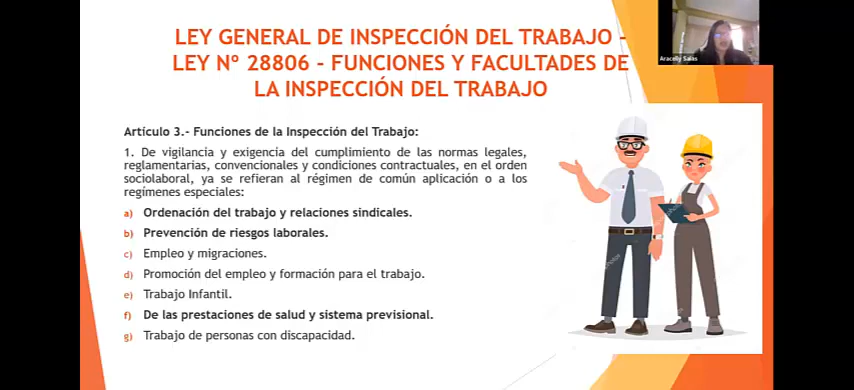 LEY GENERAL DE INSPECCIÓN DEL TRABAJO -
LEY Nº 28806 - FUNCIONES Y FACULTADES DE
LA INSPECCIÓN DEL TRABAJO
Aracelly Salas
Artículo 3.- Funciones de la Inspección del Trabajo:
1. De vigilancia y exigencia del cumplimiento de las normas legales,
reglamentarias, convencionales y condiciones contractuales, en el orden
sociolaboral, ya se refieran al régimen de común aplicación o a los
regímenes especiales:
a) Ordenación del trabajo y relaciones sindicales.
b) Prevención de riesgos laborales.
c) Empleo y migraciones.
d) Promoción del empleo y formación para el trabajo.
e) Trabajo Infantil.
f) De las prestaciones de salud y sistema previsional.
g) Trabajo de personas con discapacidad.